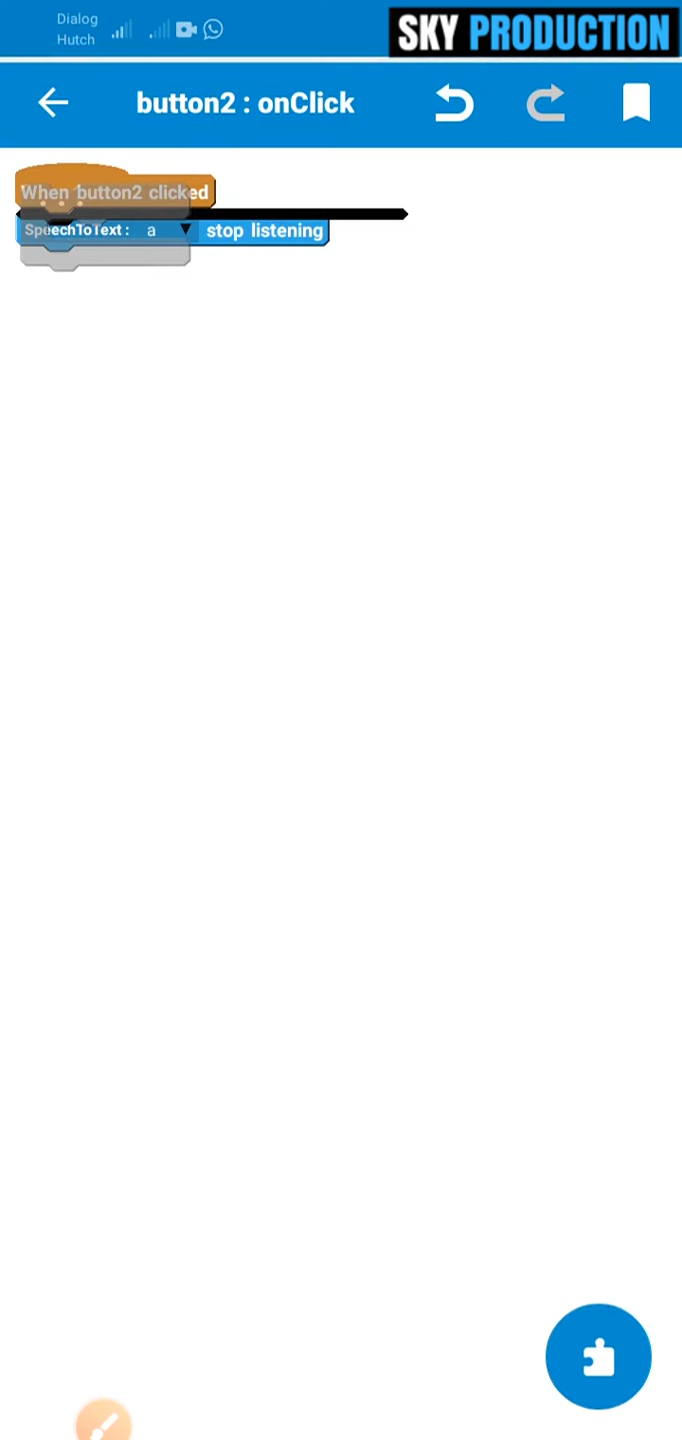 Dialog
Hutch
SKY PRODUCTION
button2 : onClick
When button2 clicked
SpeechToText: a stop listening